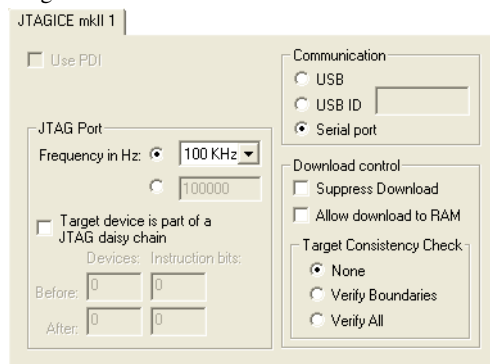 JTAGICE mkII 1
Use PDI
JTAG Port
Frequency in Hz:
100 KHz
100000
Target device is part of a
JTAG daisy chain
Devices: Instruction bits:
Before: 0 0
After: 0 0
Communication
USB
USB ID
Serial port
Download control
Suppress Download
Allow download to RAM
Target Consistency Check
None
Verify Boundaries
Verify All